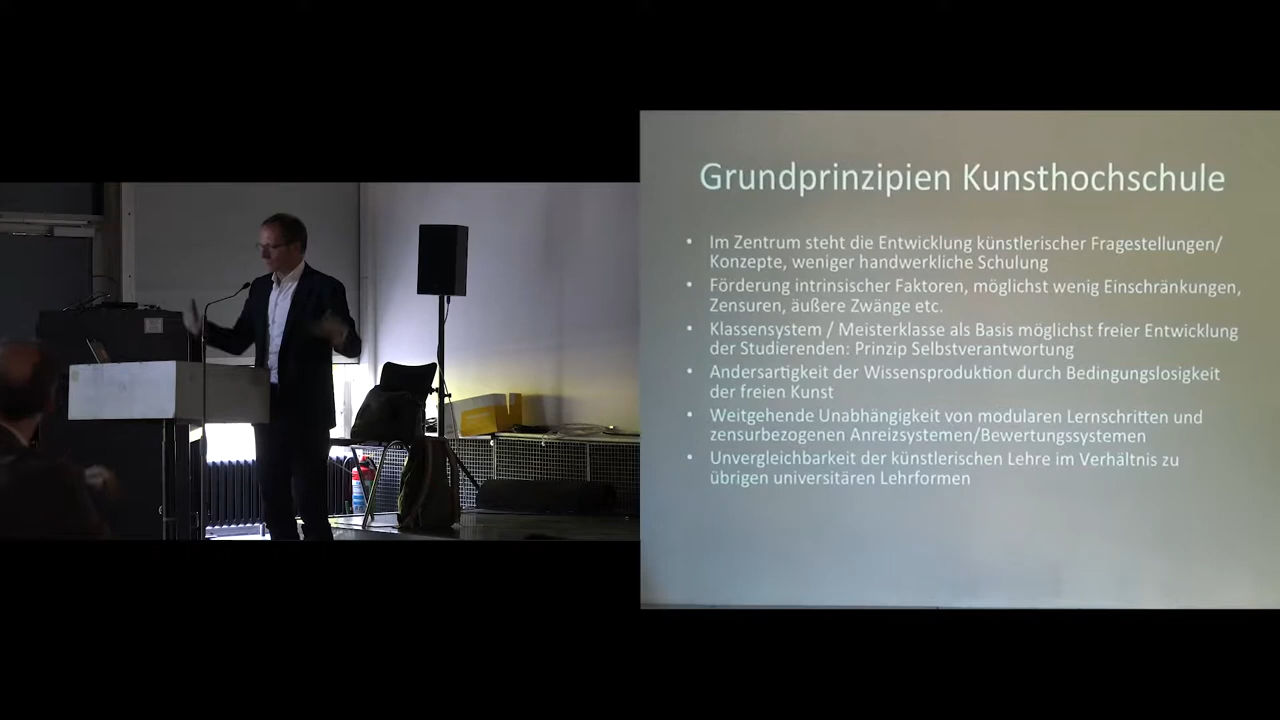 Grundprinzipien Kunsthochschule
• Im Zentrum steht die Entwicklung künstlerischer Fragestellungen/
Konzepte, weniger handwerkliche Schulung
• Förderung intrinsischer Faktoren, möglichst wenig Einschränkungen,
Zensuren, äußere Zwänge etc.
• Klassensystem / Meisterklasse als Basis möglichst freier Entwicklung
der Studierenden: Prinzip Selbstverantwortung
• Andersartigkeit der Wissensproduktion durch Bedingungslosigkeit
der freien Kunst
• Weitgehende Unabhängigkeit von modularen Lernschritten und
zensurbezogenen Anreizsystemen/Bewertungssystemen
• Unvergleichbarkeit der künstlerischen Lehre im Verhältnis zu
übrigen universitären Lehrformen